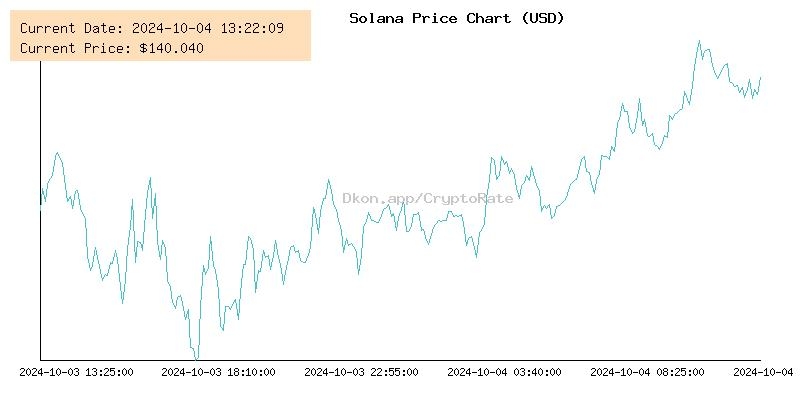 Solana Price Chart (USD)
Current Date: 2024-10-04 13:22:09
Current Price: $140.040
Dkon.app/CryptoRate
2024-10-03 13:25:00 2024-10-03 18:10:00 2024-10-03 22:55:00 2024-10-04 03:40:00 2024-10-04 08:25:00 2024-10-04